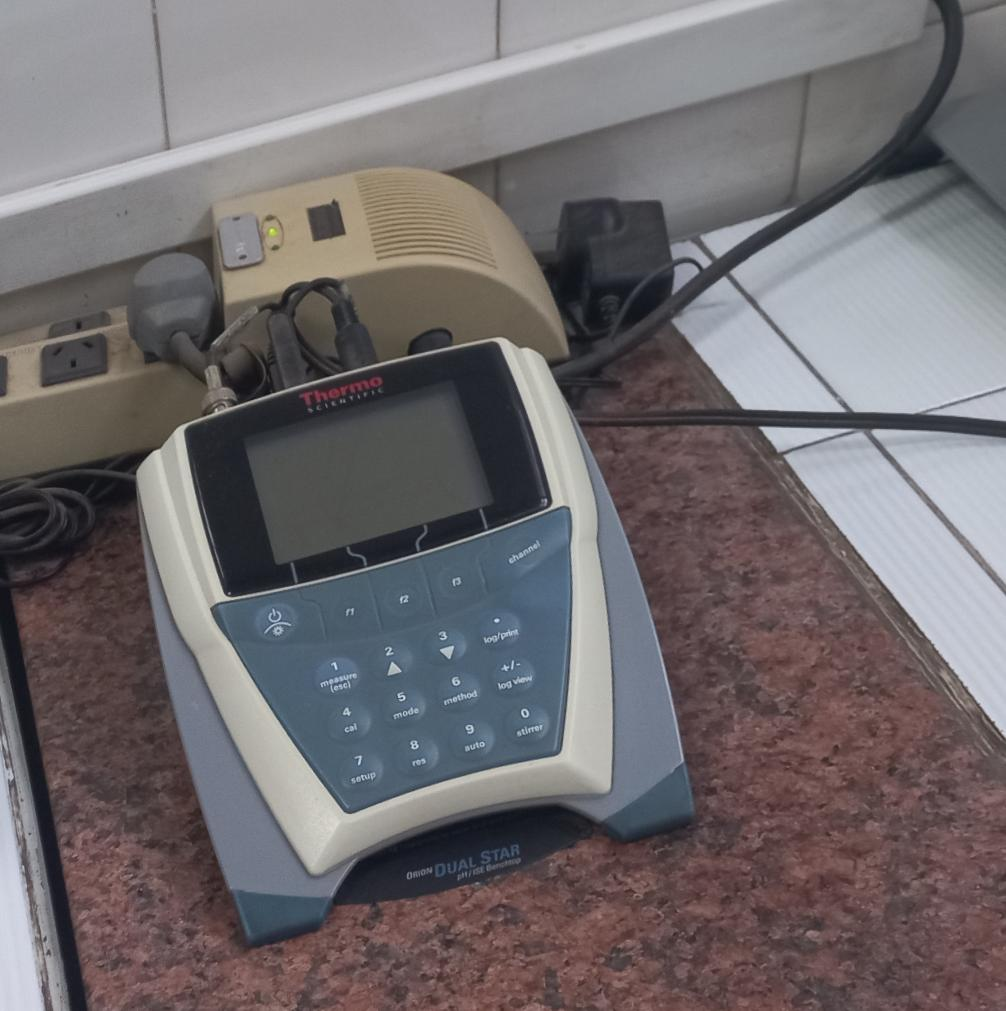 Thermo
SCIENTIFIC
f1
f2
f3
channel
1
measure
(esc)
2
3
•
log/print
4
cal
5
mode
6
method
+/-
log view
7
setup
8
res
9
auto
0
stirrer
ORION DUAL STAR
pH / ISE Benchtop